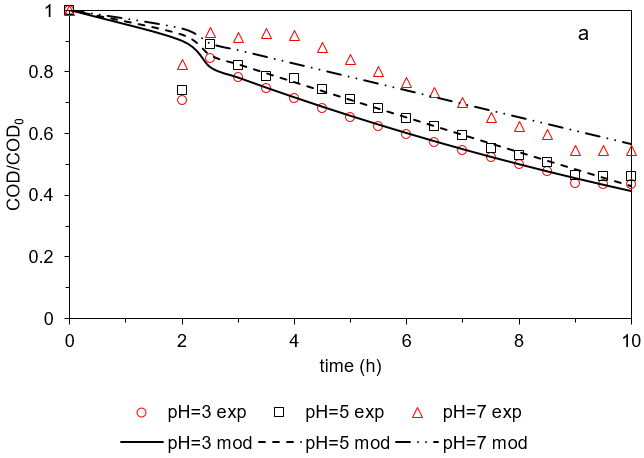 1
a
0.8
0.6
COD/COD₀
0.4
0.2
0
0 2 4 6 8 10
time (h)
pH=3 exp pH=5 exp pH=7 exp
pH=3 mod pH=5 mod pH=7 mod